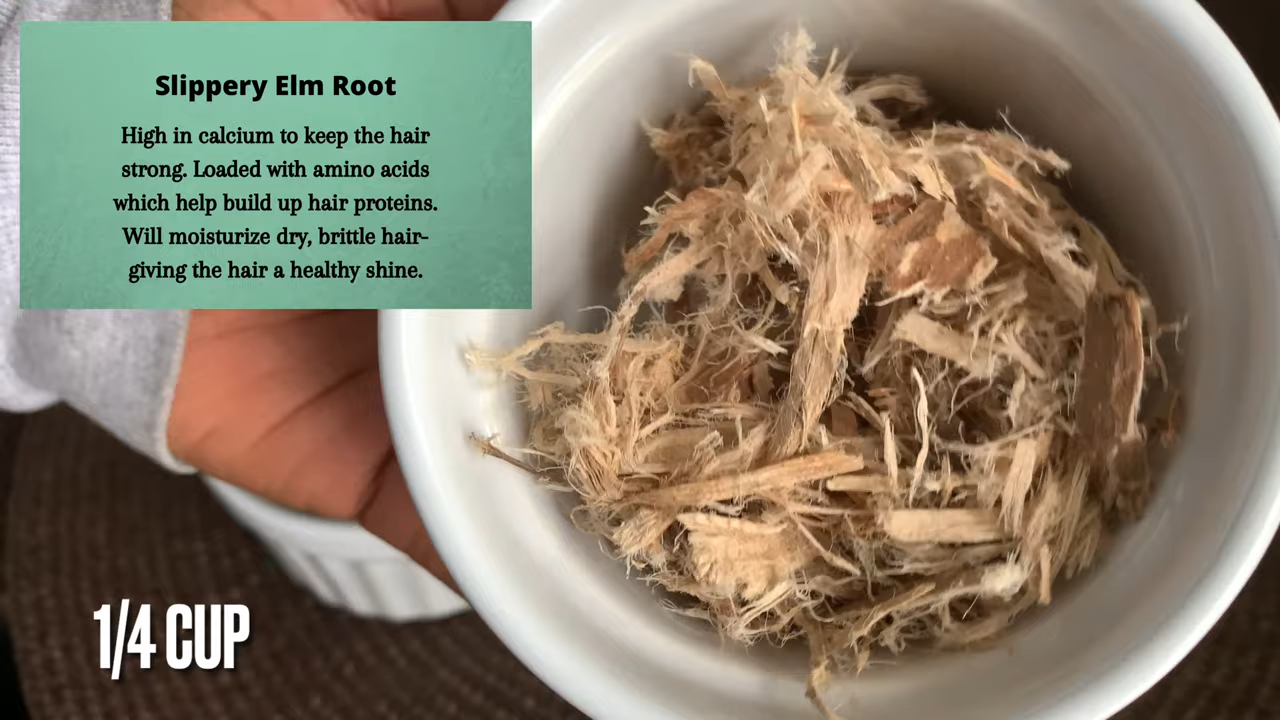 Slippery Elm Root
High in calcium to keep the hair
strong. Loaded with amino acids
which help build up hair proteins.
Will moisturize dry, brittle hair-
giving the hair a healthy shine.
1/4 CUP